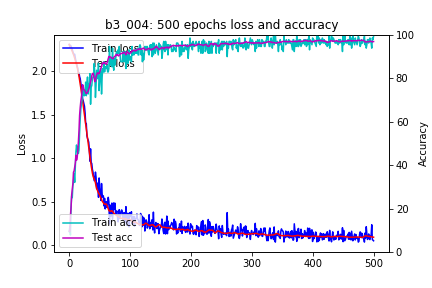 b3_004: 500 epochs loss and accuracy
Train loss
Test loss
Train acc
Test acc
Loss
Accuracy
2.0
1.5
1.0
0.5
0.0
100
80
60
40
20
0
0
100
200
300
400
500